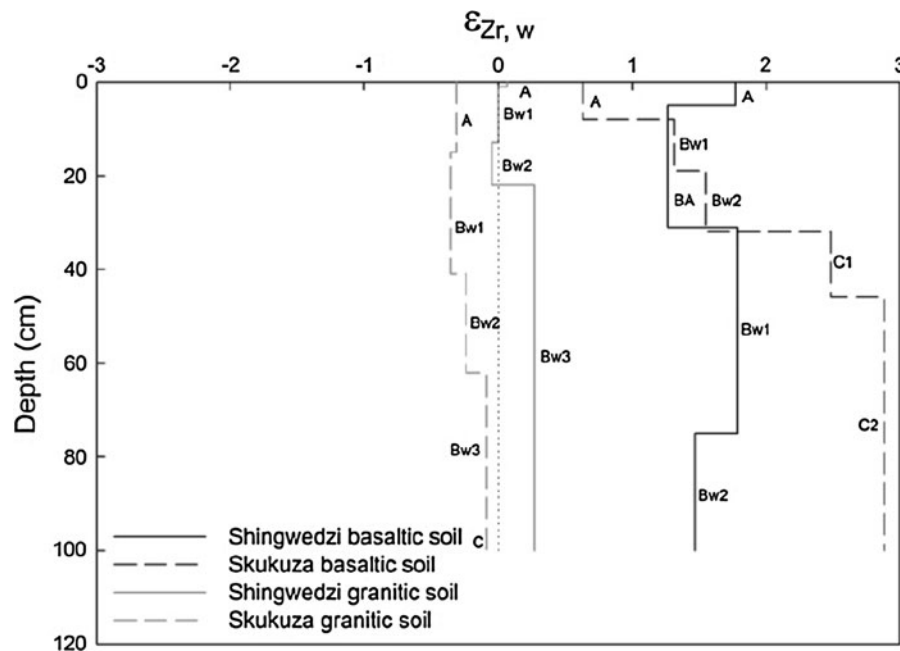 εZr, w
-3 -2 -1 0 1 2 3
0
20
40
60
80
100
120
Depth (cm)
A
A
A
A
Bw1
Bw1
Bw2
BA
Bw2
Bw1
C1
Bw2
Bw3
Bw1
Bw3
C2
Bw2
C
Shingwedzi basaltic soil
Skukuza basaltic soil
Shingwedzi granitic soil
Skukuza granitic soil